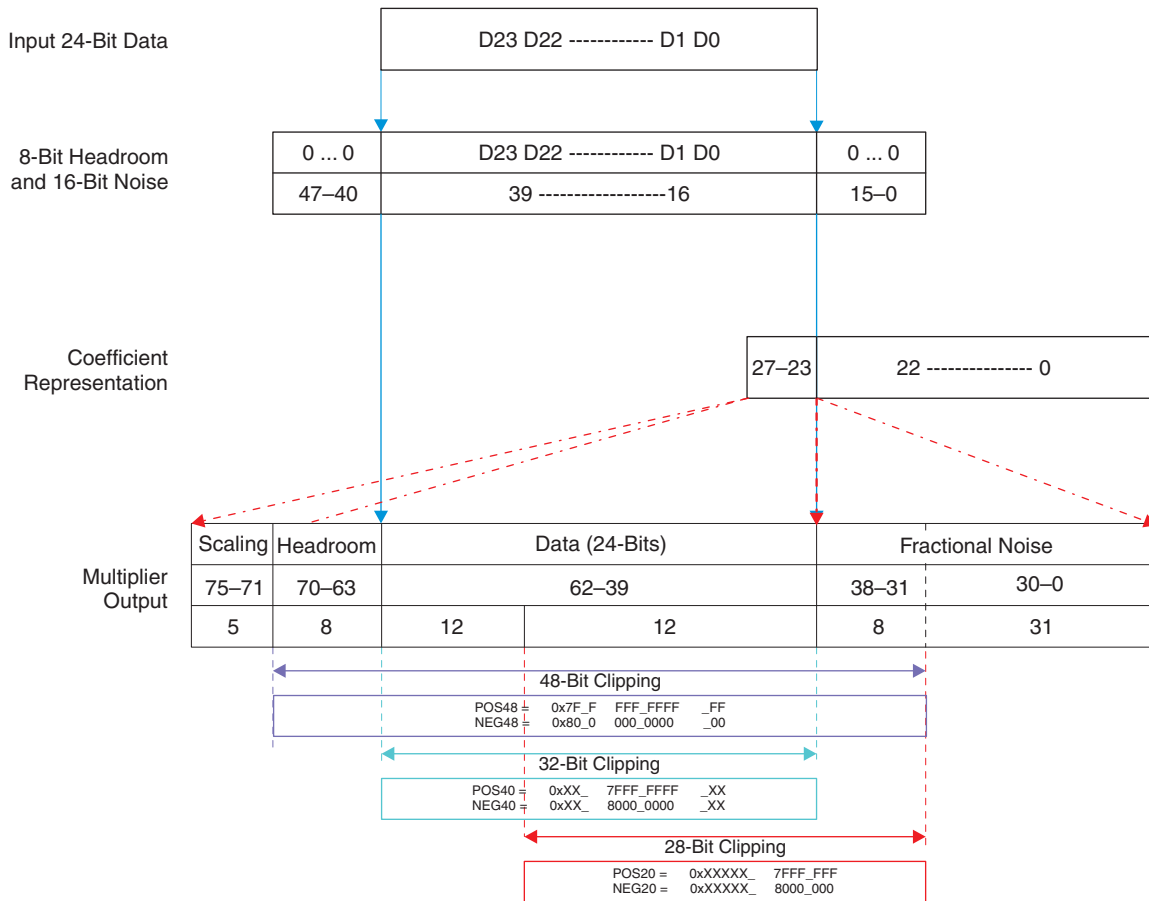 Input 24-Bit Data
D23 D22 ------------ D1 D0
8-Bit Headroom
and 16-Bit Noise
0 ... 0
D23 D22 ------------ D1 D0
0 ... 0
47–40
39 ------------------16
15–0
Coefficient
Representation
27–23
22 --------------- 0
Multiplier
Output
Scaling
Headroom
Data (24-Bits)
Fractional Noise
75–71
70–63
62–39
38–31
30–0
5
8
12
12
8
31
48-Bit Clipping
POS48 = 0x7F_F FFF_FFFF _FF
NEG48 = 0x80_0 000_0000 _00
32-Bit Clipping
POS40 = 0xXX_ 7FFF_FFFF _XX
NEG40 = 0xXX_ 8000_0000 _XX
28-Bit Clipping
POS20 = 0xXXXXX_ 7FFF_FFF
NEG20 = 0xXXXXX_ 8000_000